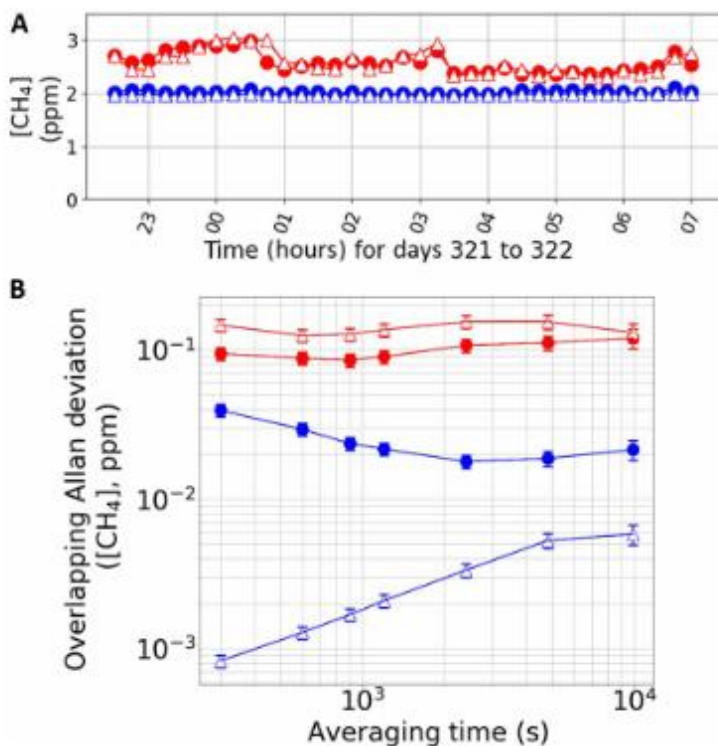 A
3
2
1
0
[CH₄]
(ppm)
23
00
01
02
03
04
05
06
07
Time (hours) for days 321 to 322
B
10⁻¹
10⁻²
10⁻³
Overlapping Allan deviation
([CH₄], ppm)
10³
10⁴
Averaging time (s)